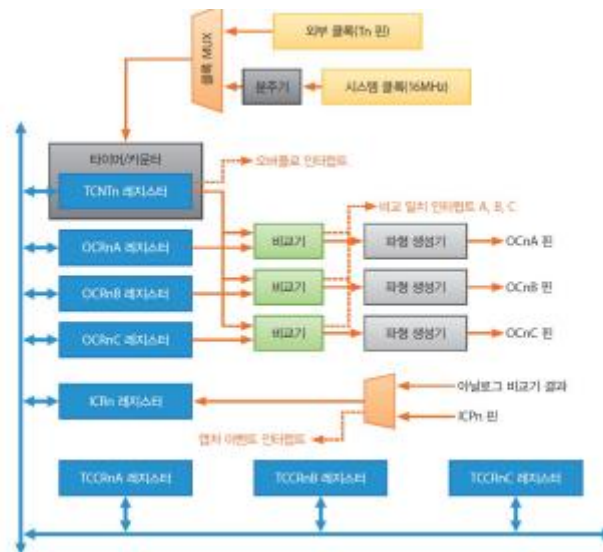 외부 클록(Tn 핀)
클록 MUX
분주기
시스템 클록(16MHz)
타이머/카운터
오버플로 인터럽트
TCNTn 레지스터
비교 일치 인터럽트 A, B, C
OCRnA 레지스터
비교기
파형 생성기
OCnA 핀
OCRnB 레지스터
비교기
파형 생성기
OCnB 핀
OCRnC 레지스터
비교기
파형 생성기
OCnC 핀
아날로그 비교기 결과
ICRn 레지스터
ICPn 핀
캡처 이벤트 인터럽트
TCCRnA 레지스터
TCCRnB 레지스터
TCCRnC 레지스터